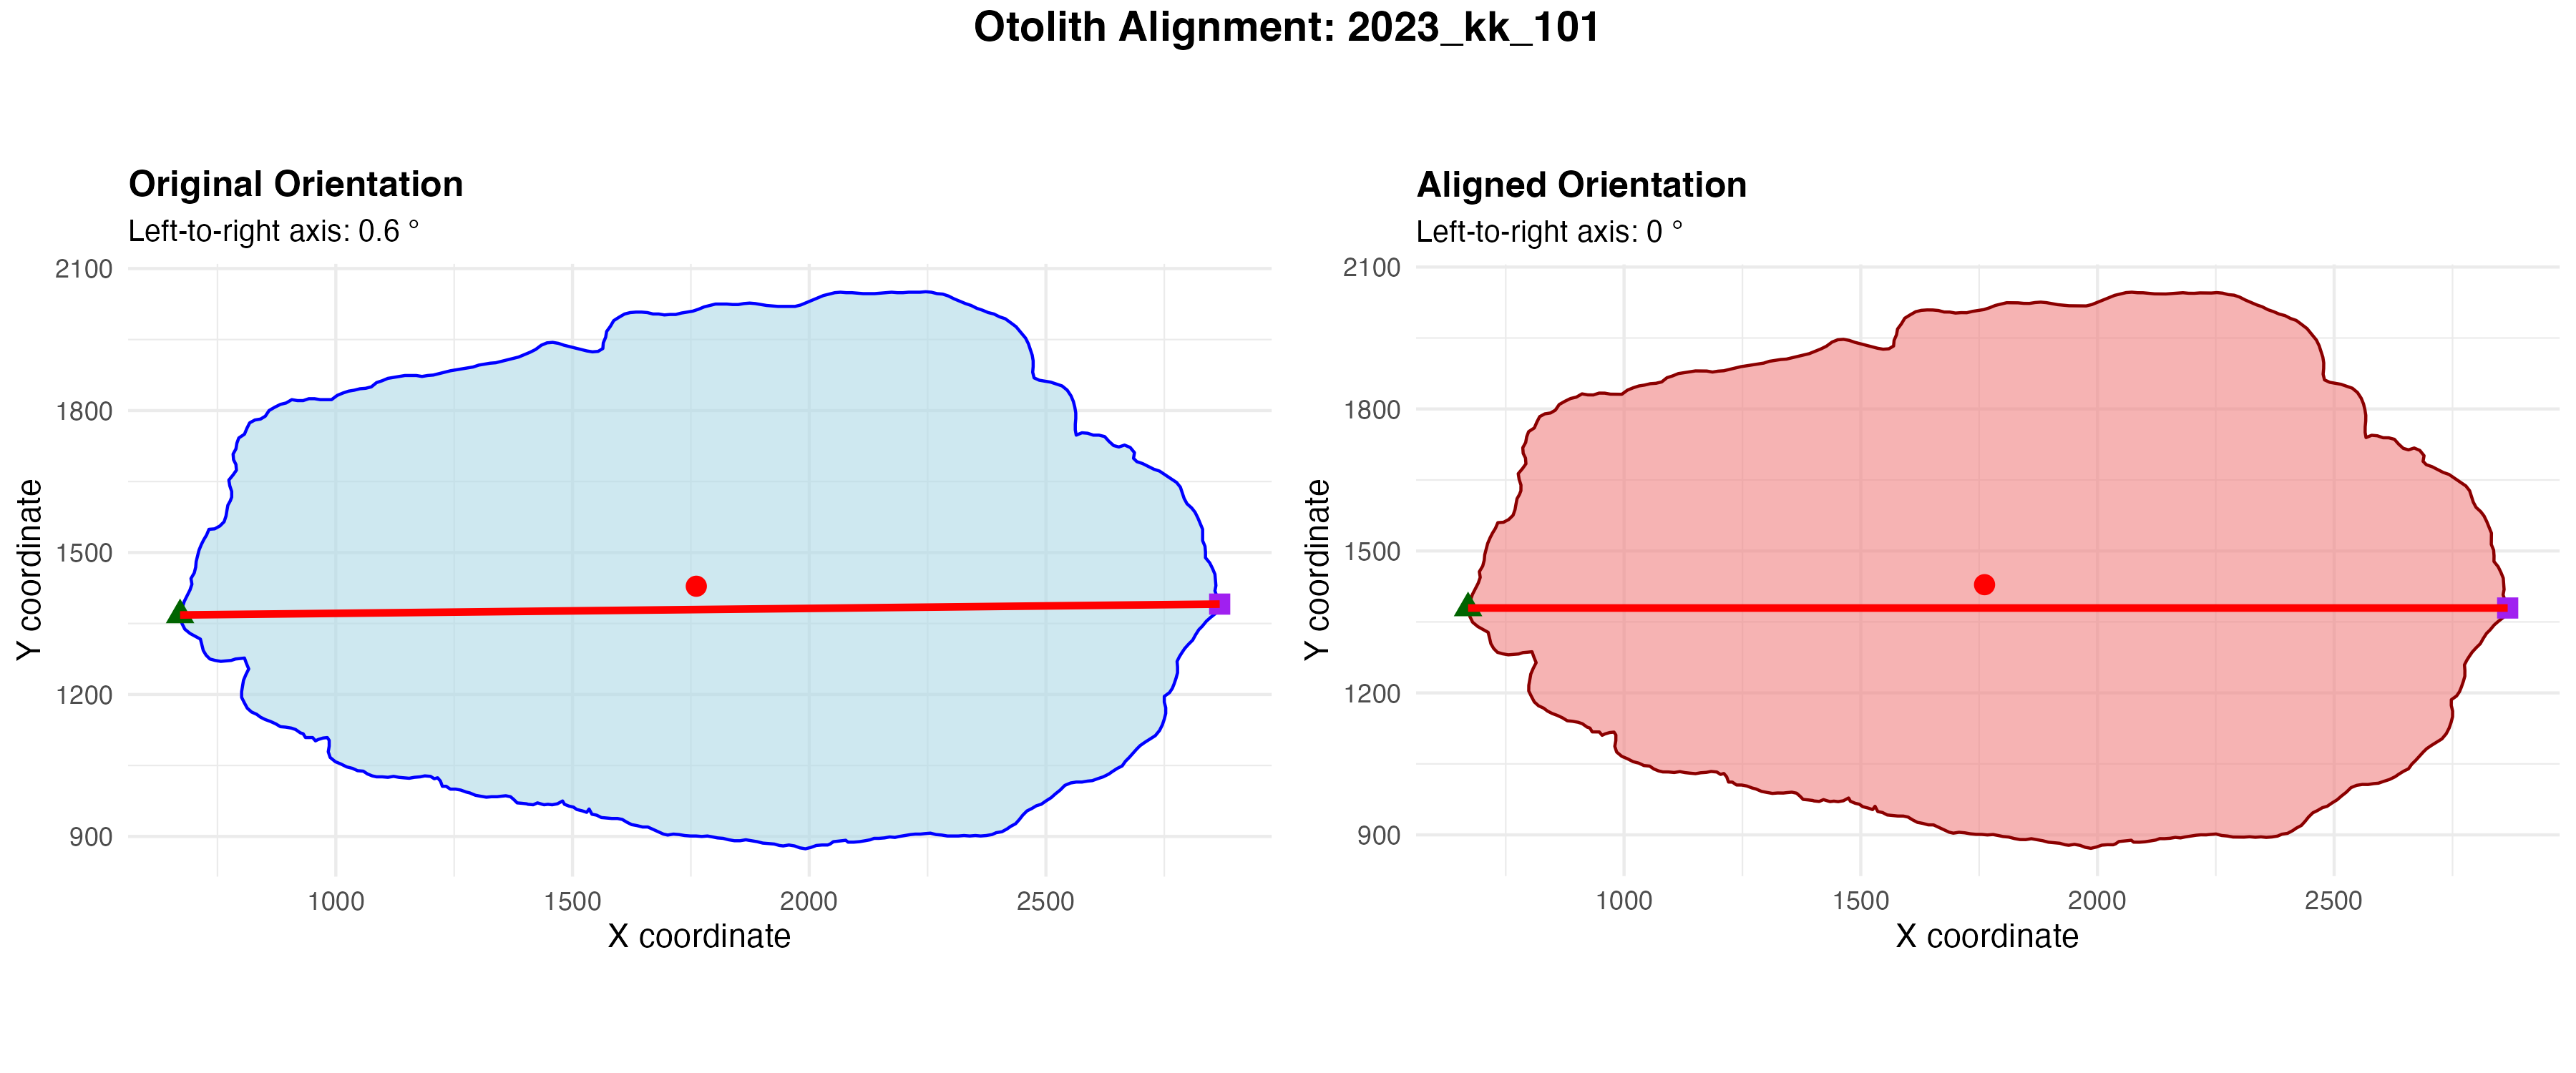 Otolith Alignment: 2023_kk_101
Original Orientation
Left-to-right axis: 0.6 °
2100
1800
1500
1200
900
Y coordinate
1000 1500 2000 2500
X coordinate
Aligned Orientation
Left-to-right axis: 0 °
2100
1800
1500
1200
900
Y coordinate
1000 1500 2000 2500
X coordinate